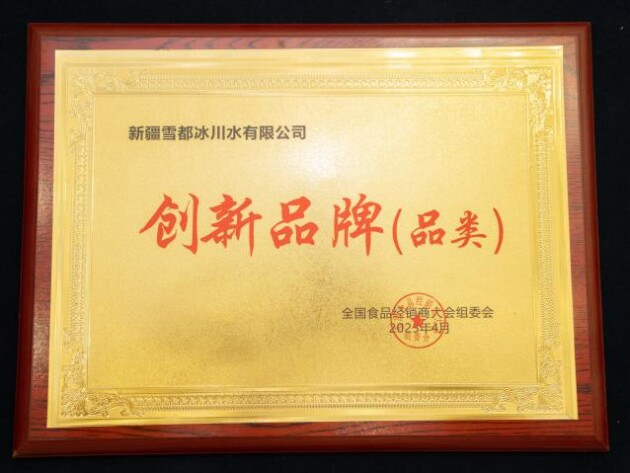 新疆雪都冰川水有限公司
创新品牌(品类)
全国食品经销商大会组委会
2023年4月